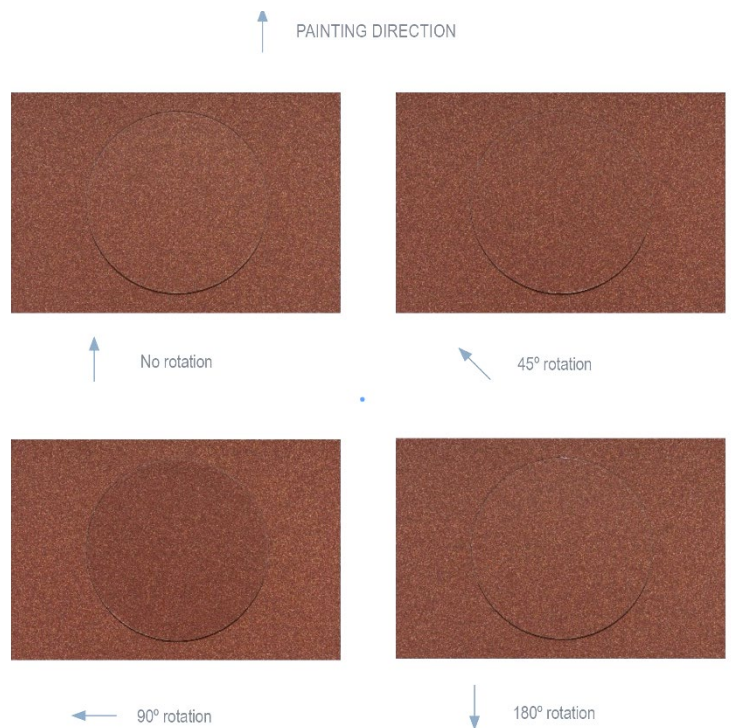 PAINTING DIRECTION
No rotation
45º rotation
90º rotation
180º rotation